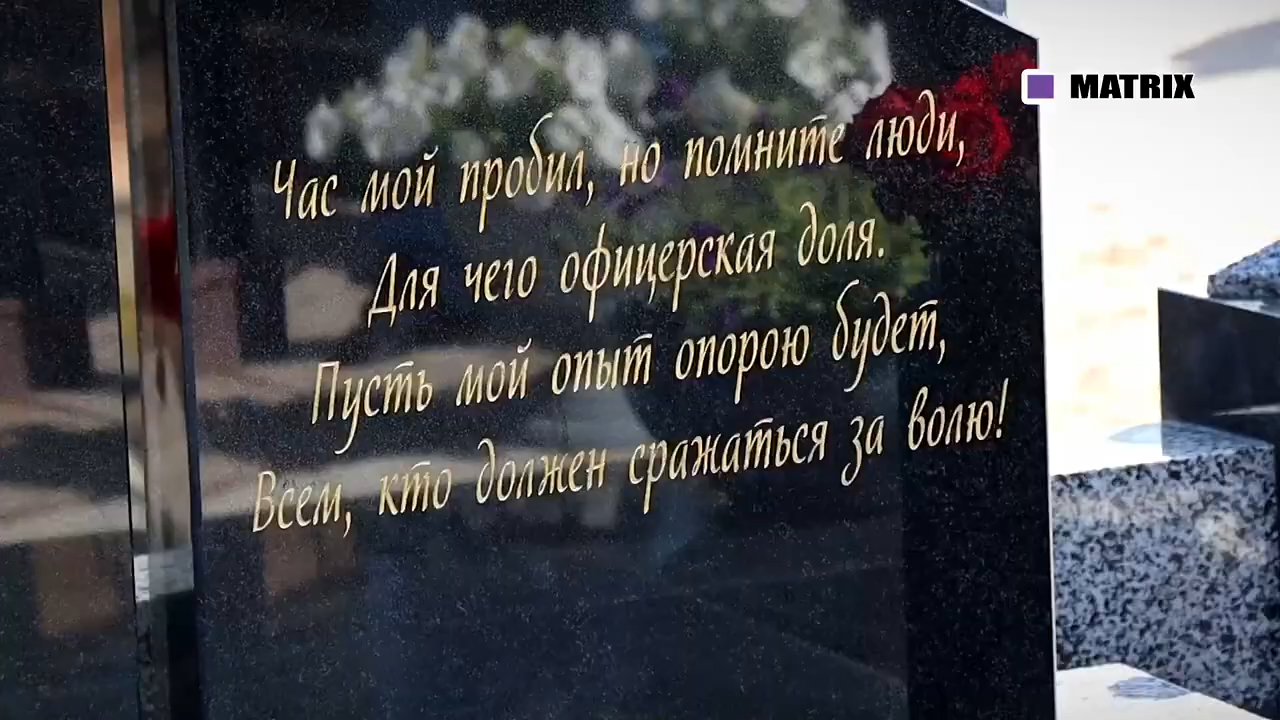 MATRIX
Час мой пробил, но помните люди,
Для чего офицерская доля.
Пусть мой опыт опорою будет,
Всем, кто должен сражаться за волю!